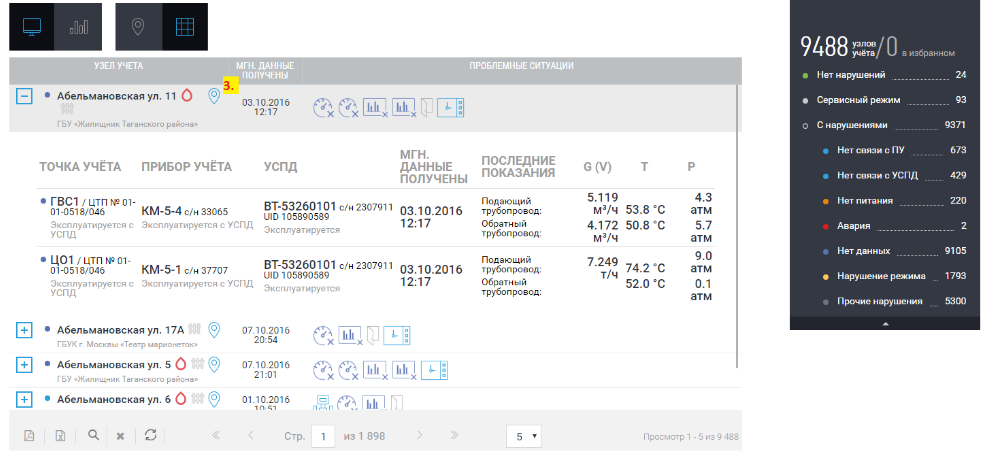 УЗЕЛ УЧЕТА
МГН. ДАННЫЕ ПОЛУЧЕНЫ
ПРОБЛЕМНЫЕ СИТУАЦИИ
3.
Абельмановская ул. 11
ГБУ «Жилищник Таганского района»
03.10.2016
12:17
ТОЧКА УЧЁТА
ПРИБОР УЧЁТА
УСПД
МГН.
ДАННЫЕ
ПОЛУЧЕНЫ
ПОСЛЕДНИЕ
ПОКАЗАНИЯ
G (V)
T
P
ГВС1 / ЦТП № 01-
01-0518/046
Эксплуатируется с
УСПД
КМ-5-4 с/н 33065
Эксплуатируется с УСПД
ВТ-53260101 с/н 2307911
UID 105890589
Эксплуатируется
03.10.2016
12:17
Подающий
трубопровод:
5.119
м³/ч
53.8 °C
4.3
атм
Обратный
трубопровод:
4.172
м³/ч
50.8 °C
5.7
атм
ЦО1 / ЦТП № 01-
01-0518/046
Эксплуатируется с
УСПД
КМ-5-1 с/н 37707
Эксплуатируется с УСПД
ВТ-53260101 с/н 2307911
UID 105890589
Эксплуатируется
03.10.2016
12:17
Подающий
трубопровод:
7.249
т/ч
74.2 °C
9.0
атм
Обратный
трубопровод:
52.0 °C
0.1
атм
Абельмановская ул. 17А
ГБУК г. Москвы «Театр марионеток»
07.10.2016
20:54
Абельмановская ул. 5
ГБУ «Жилищник Таганского района»
07.10.2016
21:01
Абельмановская ул. 6
01.10.2016
10:51
Стр. 1 из 1 898
5
Просмотр 1 - 5 из 9 488
9488 узлов учёта /0 в избранном
Нет нарушений 24
Сервисный режим 93
С нарушениями 9371
Нет связи с ПУ 673
Нет связи с УСПД 429
Нет питания 220
Авария 2
Нет данных 9105
Нарушение режима 1793
Прочие нарушения 5300